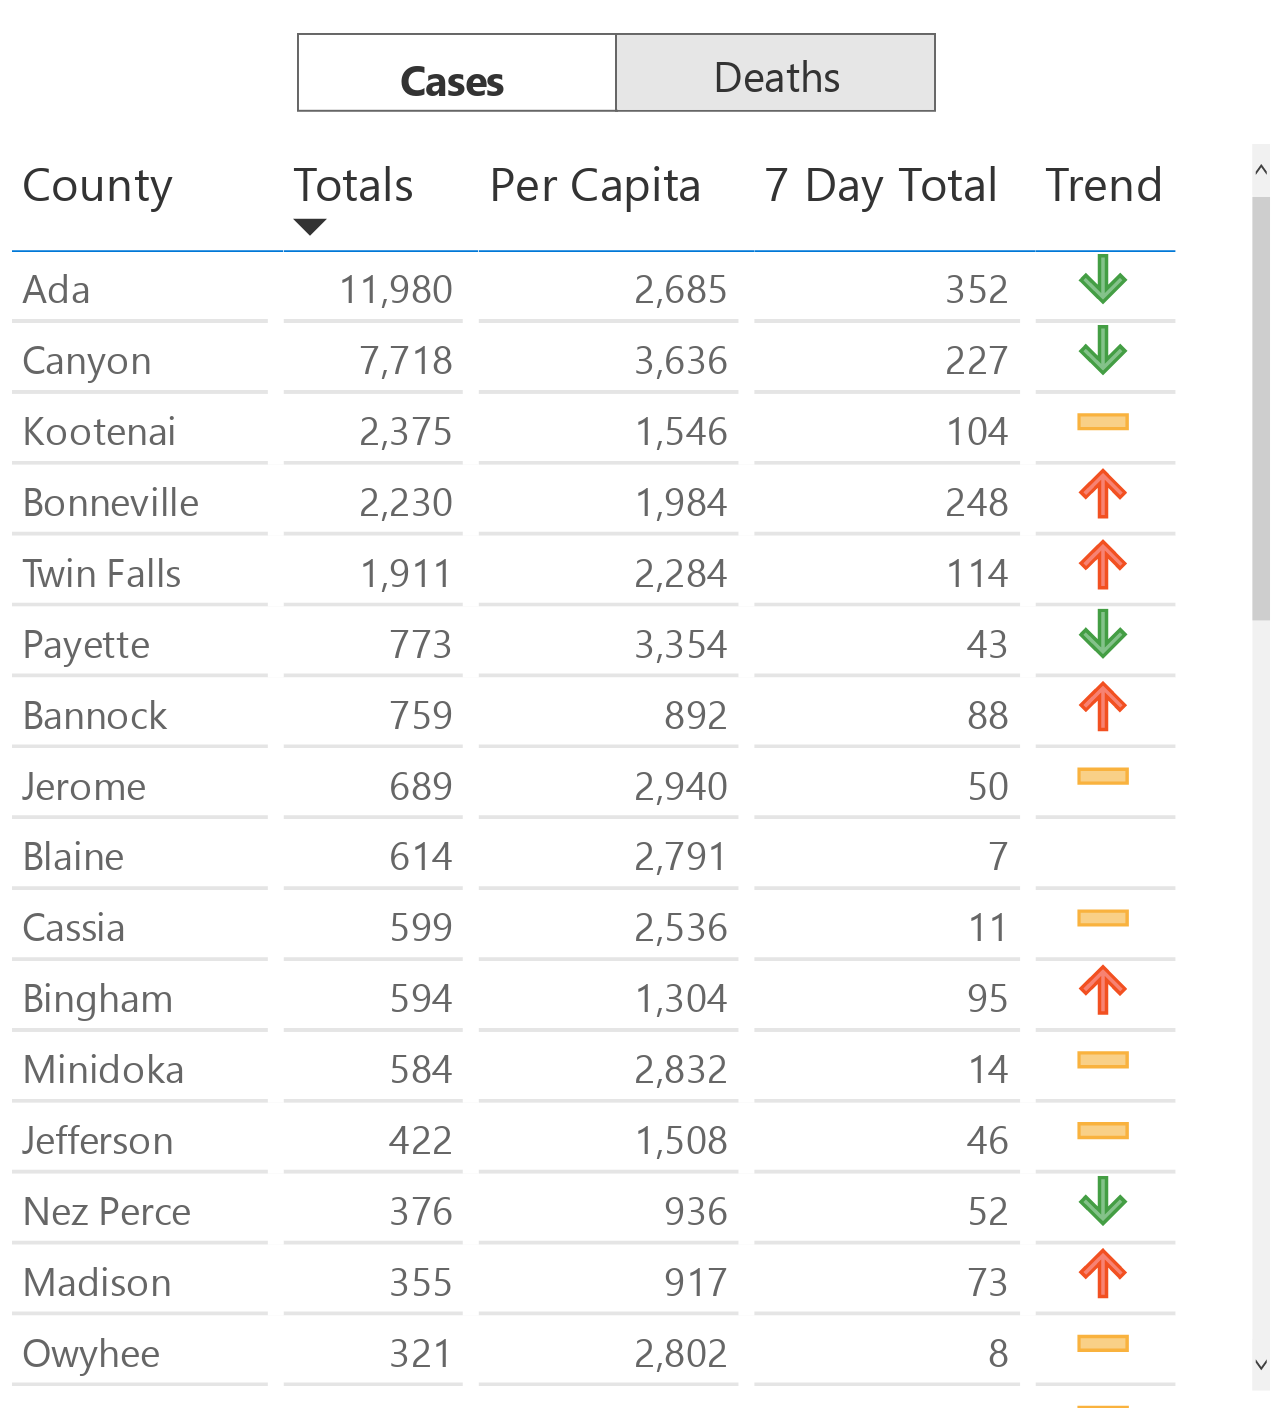 Cases Deaths
County Totals Per Capita 7 Day Total Trend
Ada 11,980 2,685 352
Canyon 7,718 3,636 227
Kootenai 2,375 1,546 104
Bonneville 2,230 1,984 248
Twin Falls 1,911 2,284 114
Payette 773 3,354 43
Bannock 759 892 88
Jerome 689 2,940 50
Blaine 614 2,791 7
Cassia 599 2,536 11
Bingham 594 1,304 95
Minidoka 584 2,832 14
Jefferson 422 1,508 46
Nez Perce 376 936 52
Madison 355 917 73
Owyhee 321 2,802 8